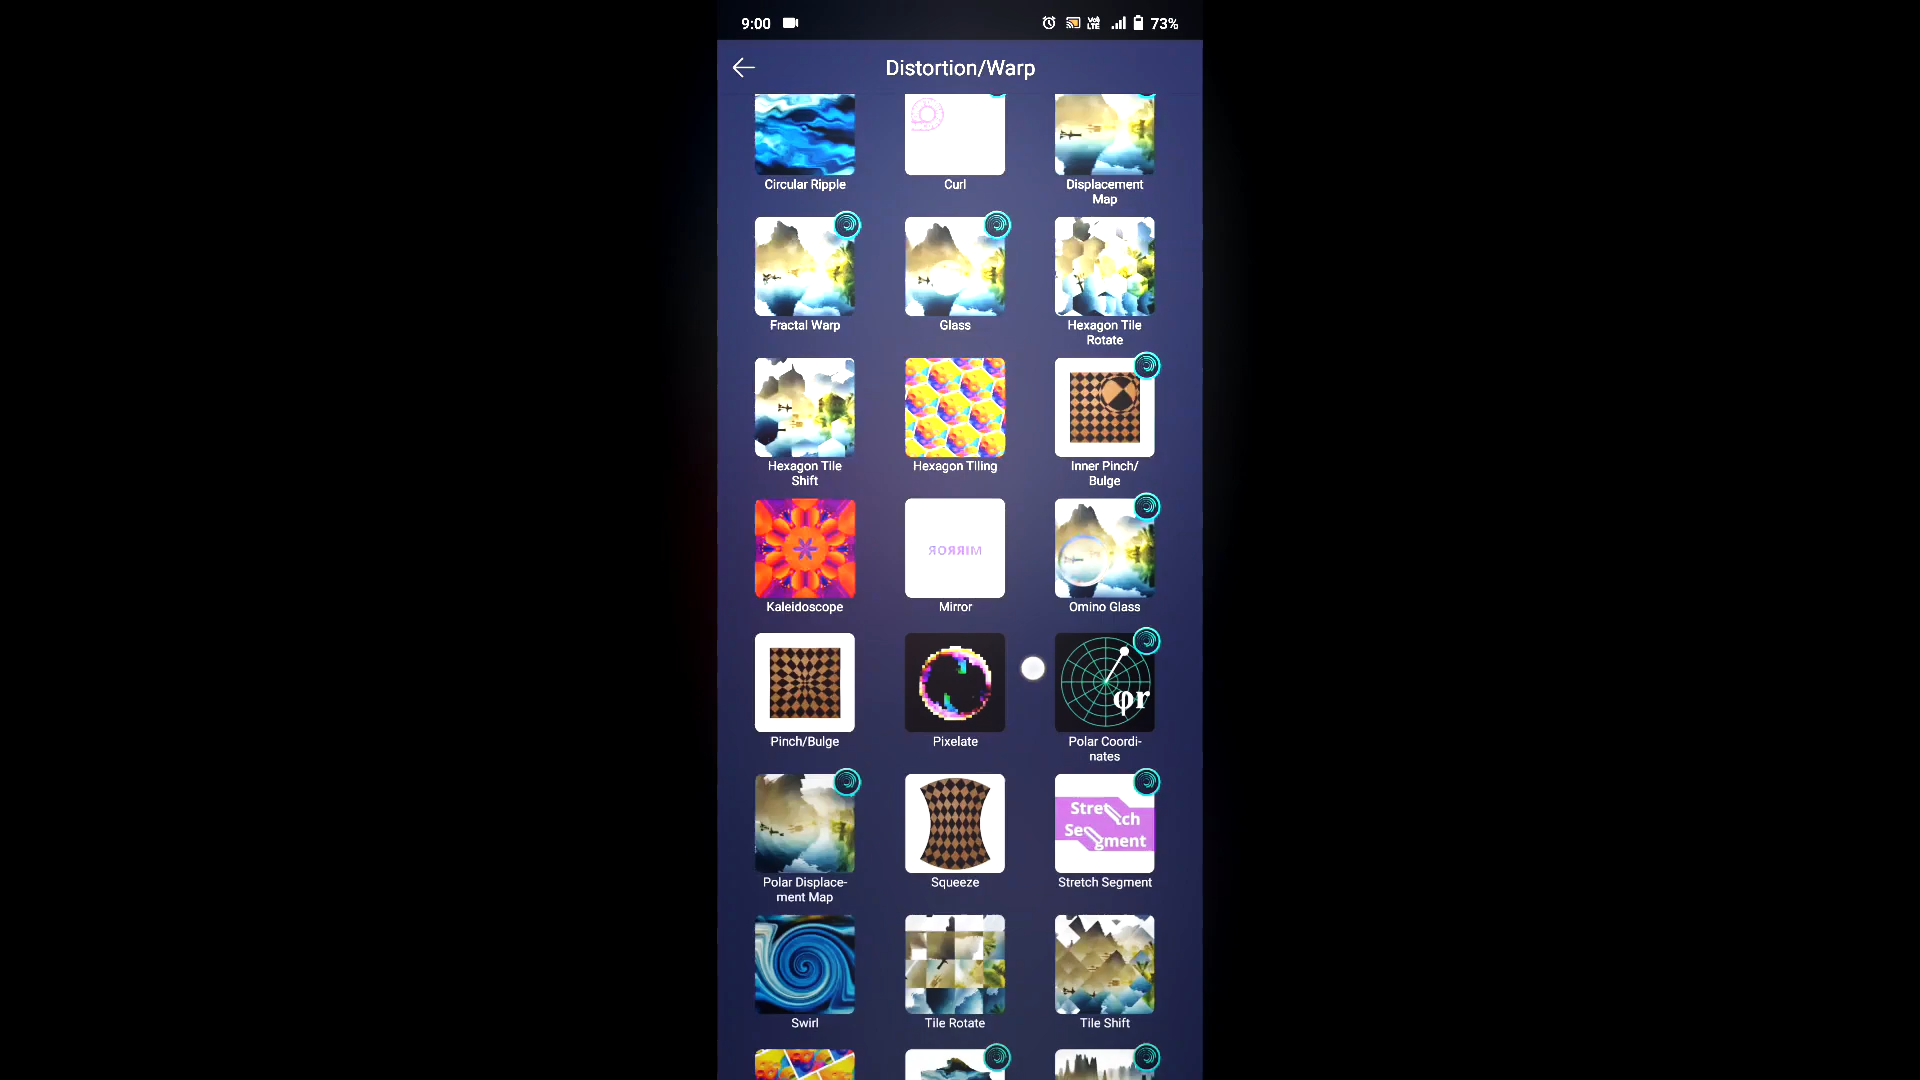 9:00
Vo
LTE
73%
Distortion/Warp
Circular Ripple
Curl
Displacement
Map
Fractal Warp
Glass
Hexagon Tile
Rotate
Hexagon Tile
Shift
Hexagon TIling
Inner Pinch/
Bulge
Kaleidoscope
MIRROR
Mirror
Omino Glass
Pinch/Bulge
Pixelate
φr
Polar Coordi-
nates
Polar Displace-
ment Map
Squeeze
Stretch
Segment
Stretch Segment
Swirl
Tile Rotate
Tile Shift